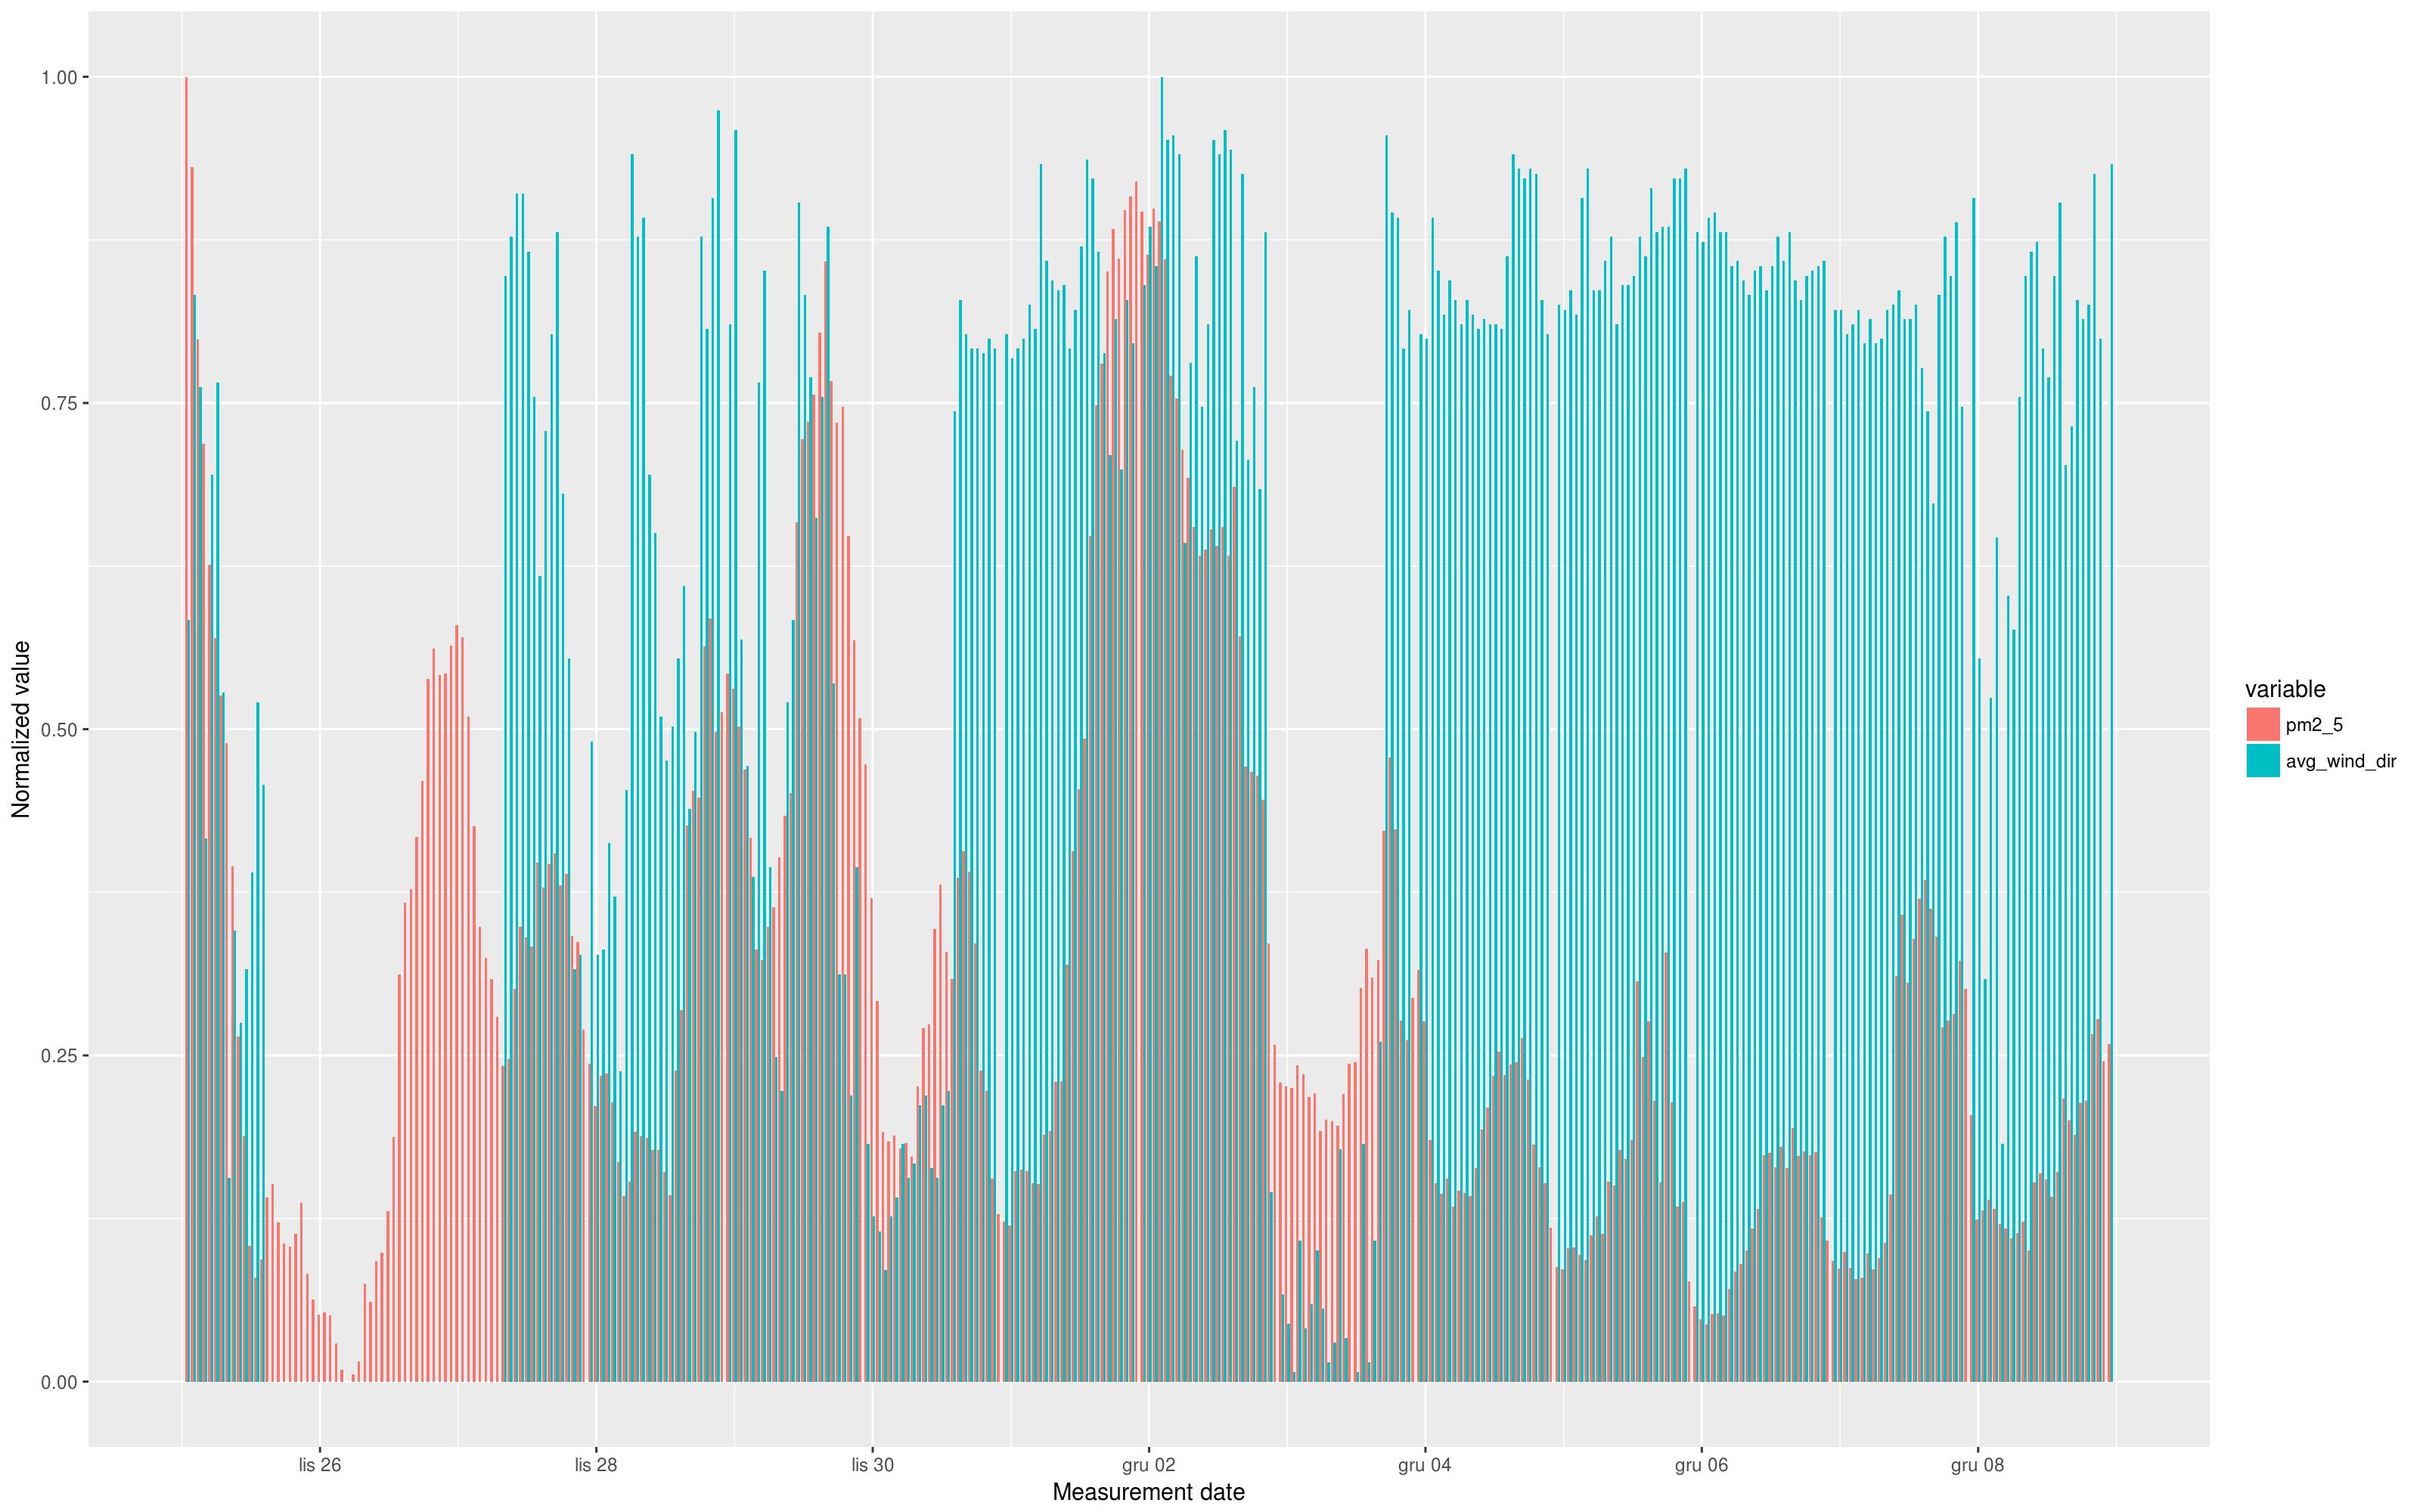 1.00
0.75
0.50
0.25
0.00
Normalized value
lis 26
lis 28
lis 30
gru 02
gru 04
gru 06
gru 08
Measurement date
variable
pm2_5
avg_wind_dir